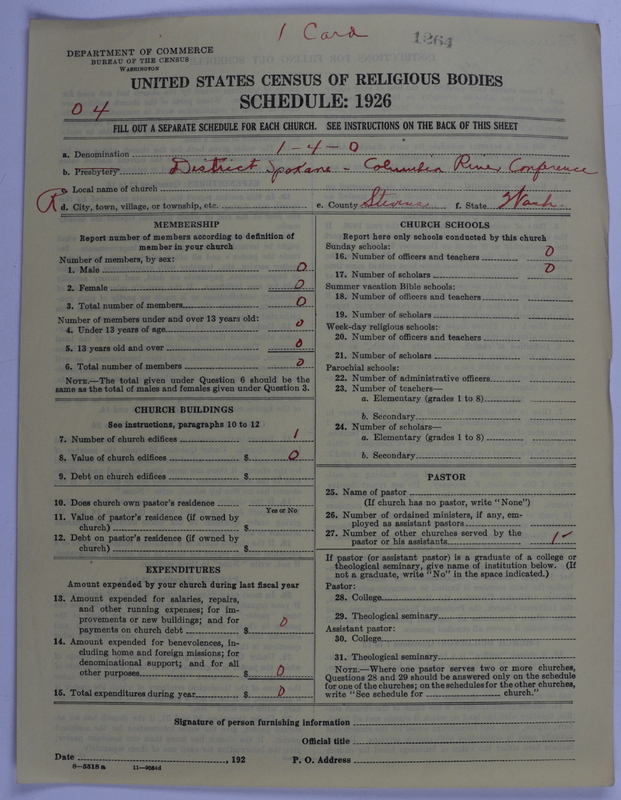 1 Card
1264
DEPARTMENT OF COMMERCE
BUREAU OF THE CENSUS
WASHINGTON
UNITED STATES CENSUS OF RELIGIOUS BODIES
SCHEDULE: 1926
04
FILL OUT A SEPARATE SCHEDULE FOR EACH CHURCH. SEE INSTRUCTIONS ON THE BACK OF THIS SHEET
a. Denomination 1-4-0
b. Presbytery District Spokane - Columbia River Conference
c. Local name of church
d. City, town, village, or township, etc. e. County Stevens f. State Wash.
MEMBERSHIP
Report number of members according to definition of
member in your church
Number of members, by sex:
1. Male 0
2. Female 0
3. Total number of members 0
Number of members under and over 13 years old:
4. Under 13 years of age 0
5. 13 years old and over 0
6. Total number of members 0
NOTE.—The total given under Question 6 should be the
same as the total of males and females given under Question 3.
CHURCH BUILDINGS
See instructions, paragraphs 10 to 12
7. Number of church edifices 1
8. Value of church edifices $ 0
9. Debt on church edifices $
10. Does church own pastor's residence
Yes or No
11. Value of pastor's residence (if owned by
church) $
12. Debt on pastor's residence (if owned by
church) $
EXPENDITURES
Amount expended by your church during last fiscal year
13. Amount expended for salaries, repairs,
and other running expenses; for im-
provements or new buildings; and for
payments on church debt $ 0
14. Amount expended for benevolences, in-
cluding home and foreign missions; for
denominational support; and for all
other purposes $ 0
15. Total expenditures during year $ 0
CHURCH SCHOOLS
Report here only schools conducted by this church
Sunday schools:
16. Number of officers and teachers 0
17. Number of scholars 0
Summer vacation Bible schools:
18. Number of officers and teachers
19. Number of scholars
Week-day religious schools:
20. Number of officers and teachers
21. Number of scholars
Parochial schools:
22. Number of administrative officers
23. Number of teachers—
a. Elementary (grades 1 to 8)
b. Secondary
24. Number of scholars—
a. Elementary (grades 1 to 8)
b. Secondary
PASTOR
25. Name of pastor
(If church has no pastor, write "None")
26. Number of ordained ministers, if any, em-
ployed as assistant pastors
27. Number of other churches served by the
pastor or his assistants 1
If pastor (or assistant pastor) is a graduate of a college or
theological seminary, give name of institution below. (If
not a graduate, write "No" in the space indicated.)
Pastor:
28. College
29. Theological seminary
Assistant pastor:
30. College
31. Theological seminary
NOTE.—Where one pastor serves two or more churches,
Questions 28 and 29 should be answered only on the schedule
for one of the churches; on the schedules for the other churches,
write "See schedule for church."
Signature of person furnishing information
Official title
Date , 192 P. O. Address
8—5518 a 11—9054d